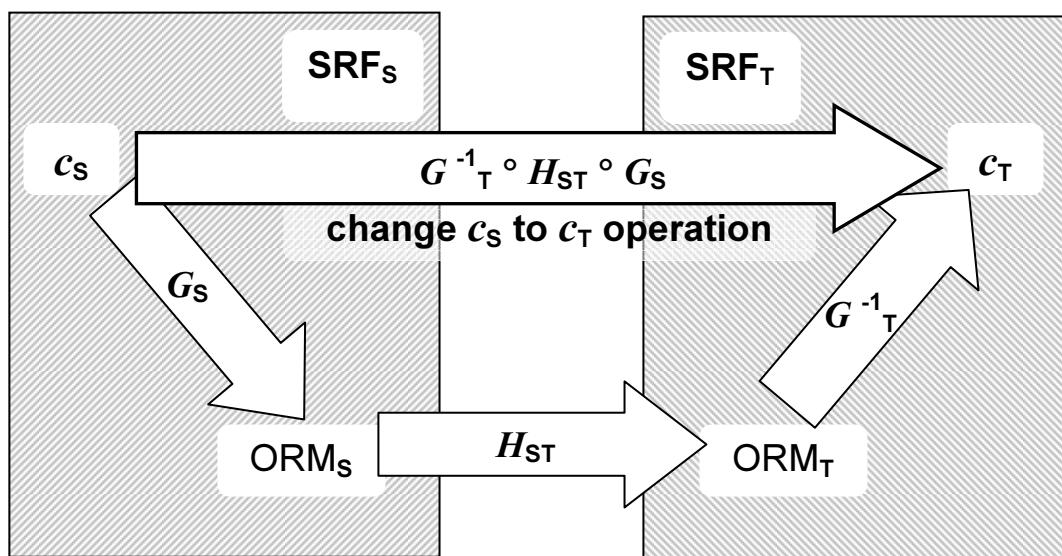 SRFS SRFT
cS G -1T ° HST ° GS cT
change cS to cT operation
GS
G -1T
ORMS HST ORMT